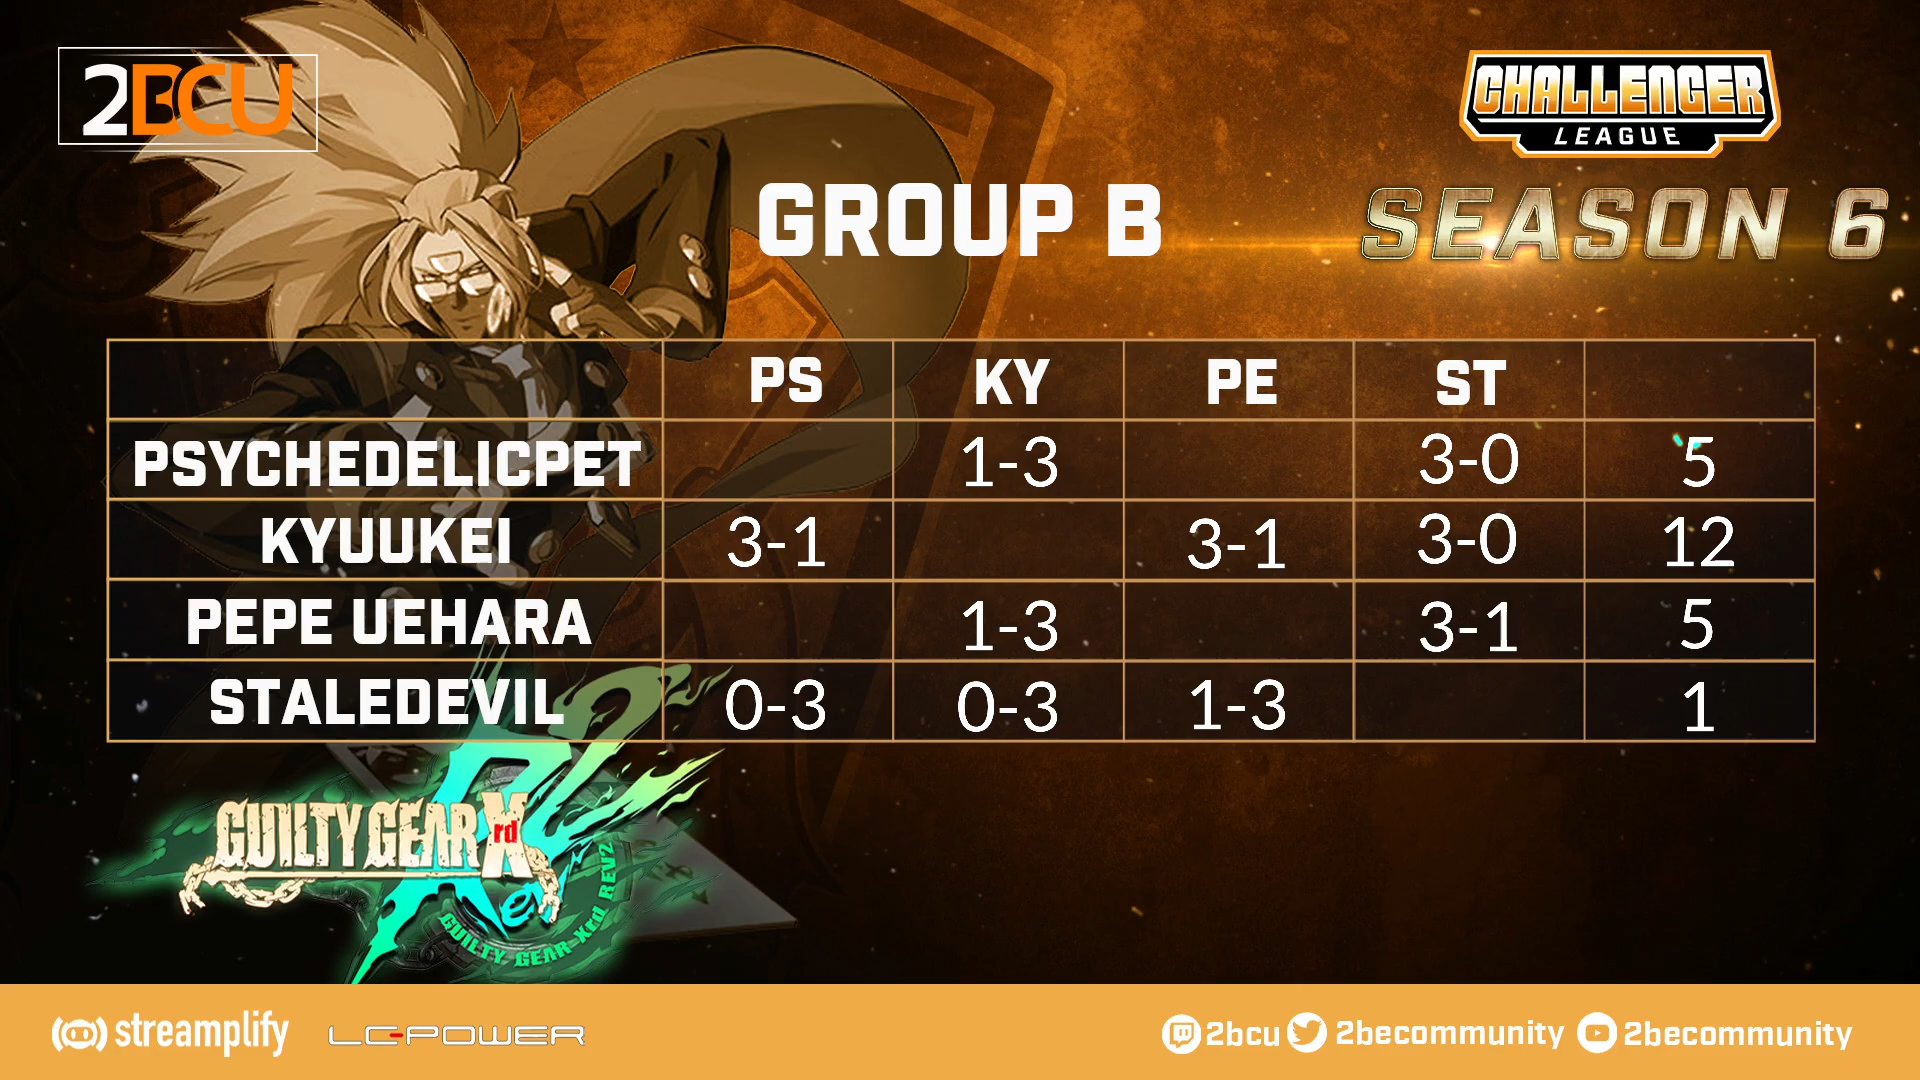 2BCU
CHALLENGER
LEAGUE
GROUP B
SEASON 6
PS KY PE ST
PSYCHEDELICPET 1-3 3-0 5
KYUUKEI 3-1 3-1 3-0 12
PEPE UEHARA 1-3 3-1 5
STALEDEVIL 0-3 0-3 1-3 1
GUILTY GEAR Xrd
Rev 2
GUILTY GEAR Xrd REV2
streamplify LC-POWER 2bcu 2becommunity 2becommunity